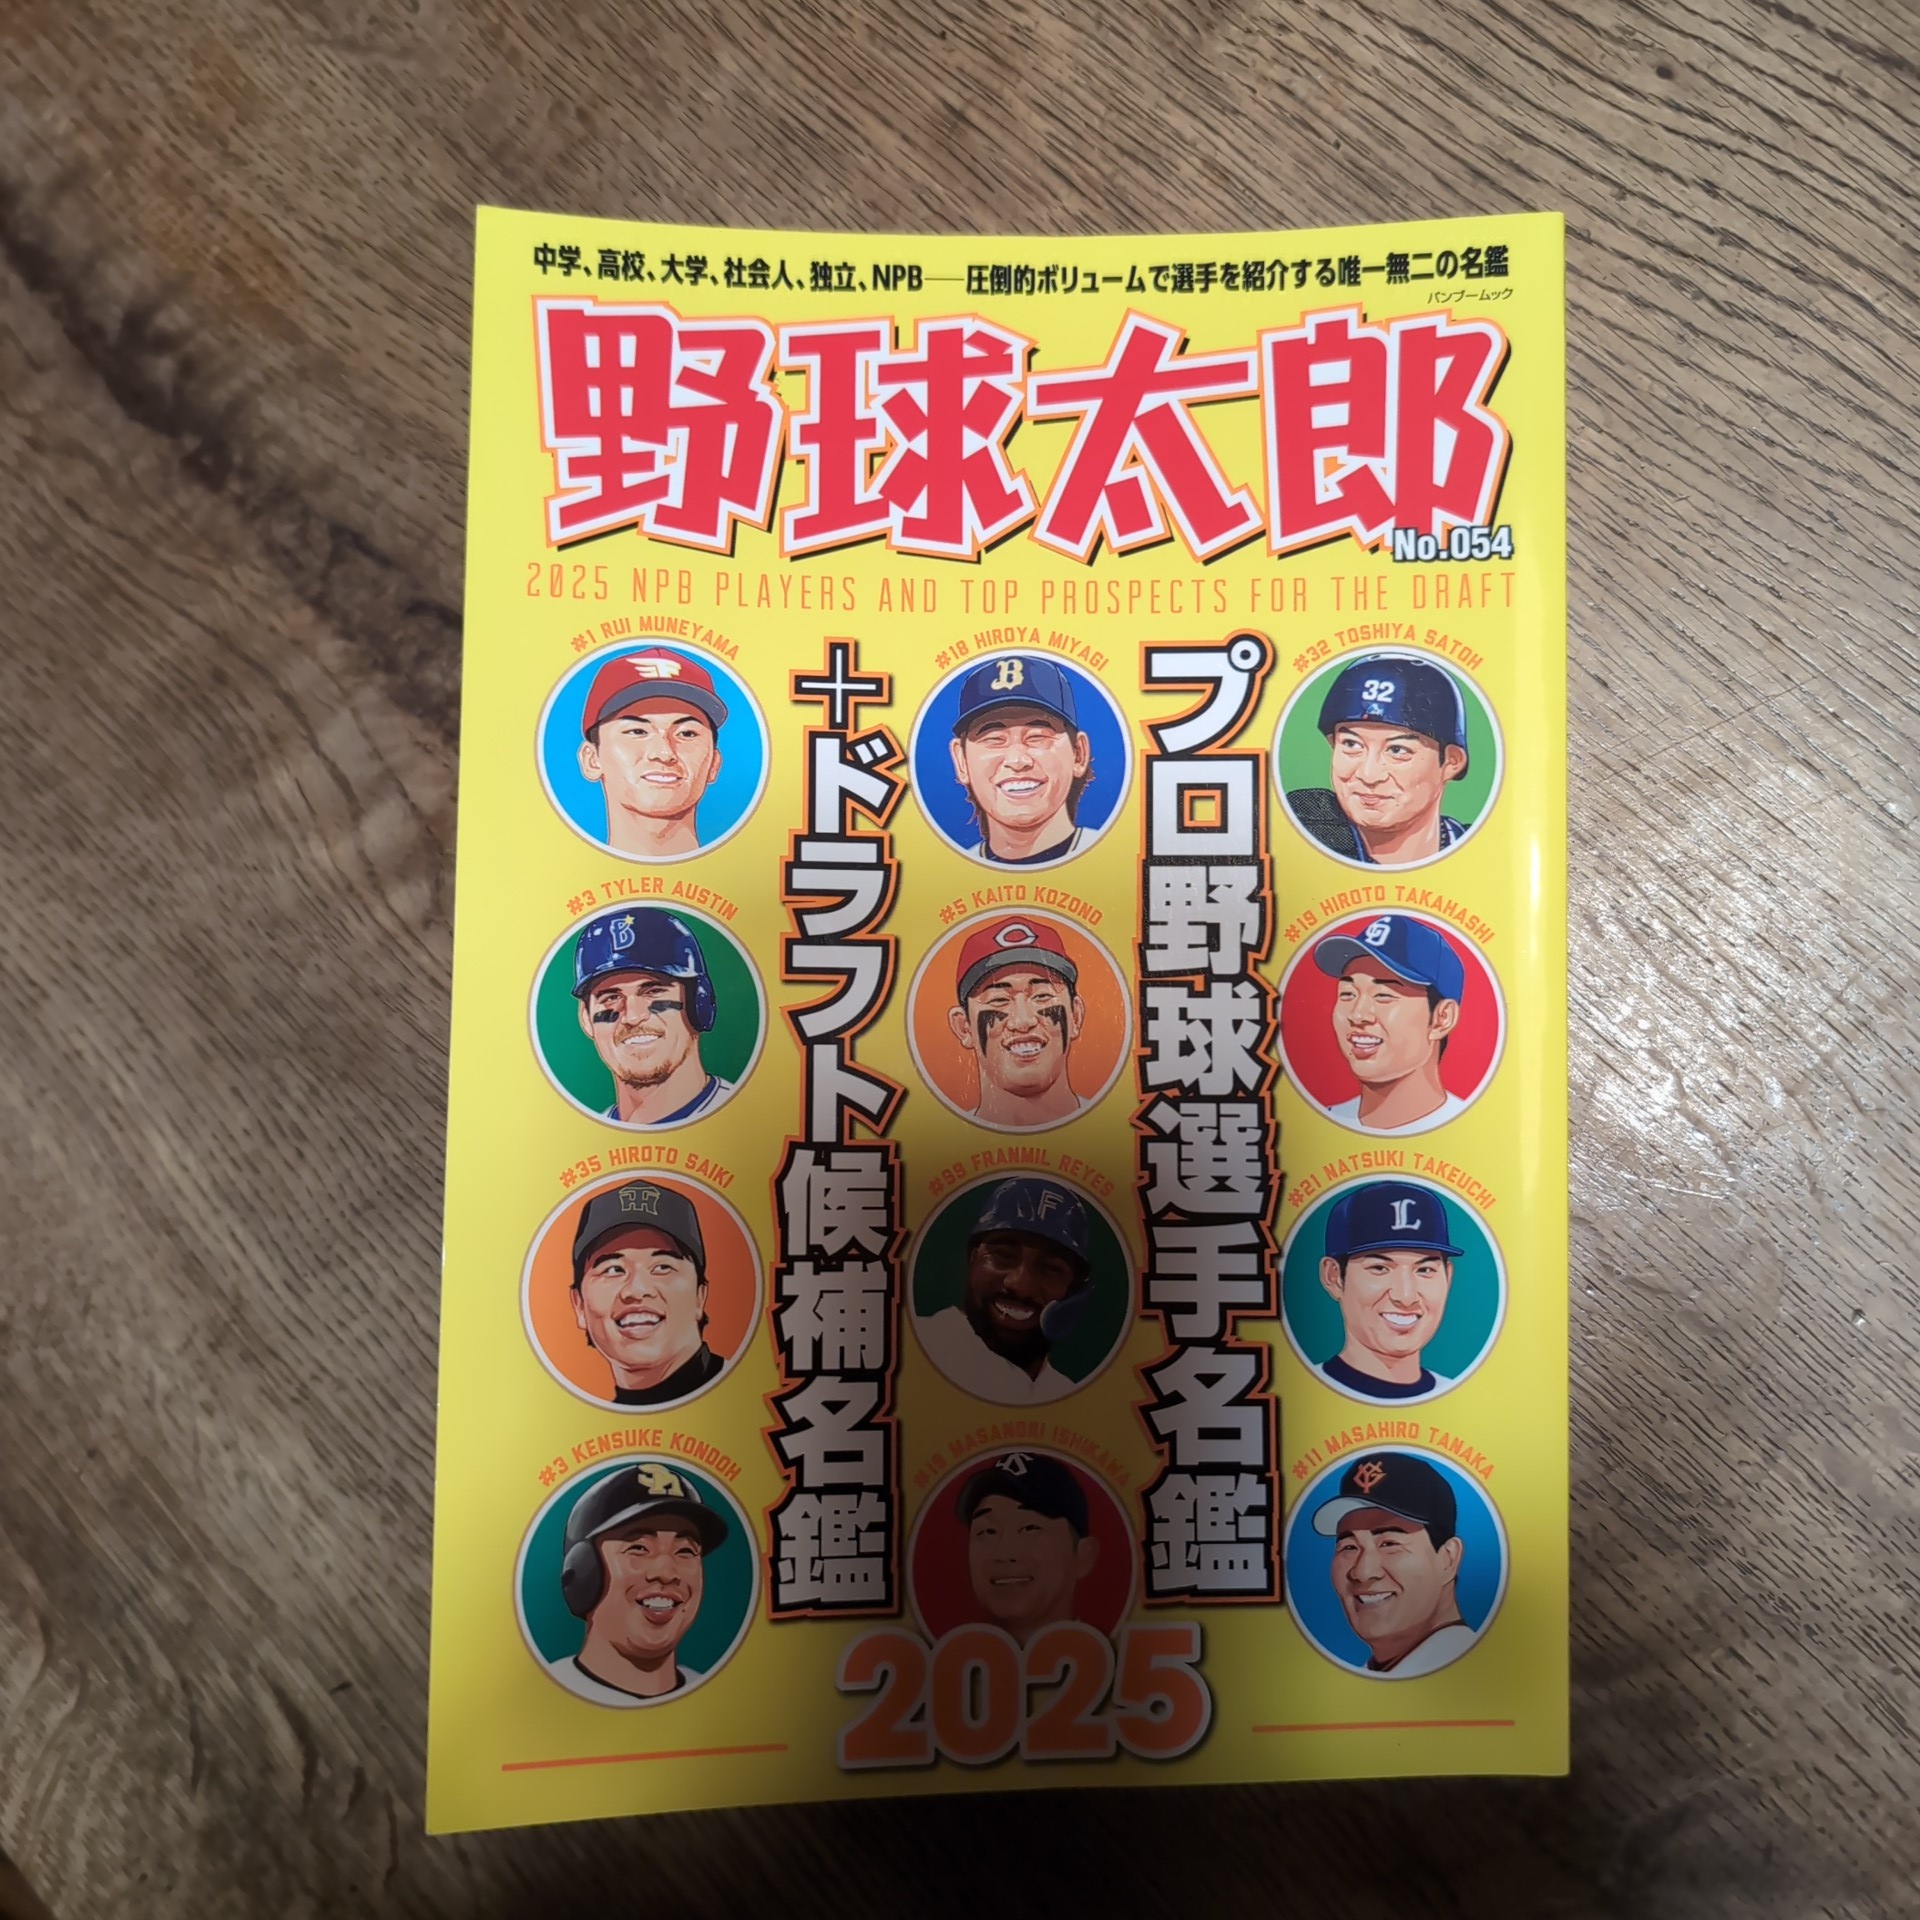 中学、高校、大学、社会人、独立、NPB──圧倒的ボリュームで選手を紹介する唯一無二の名鑑
バンブームック
野球太郎
No.054
2025 NPB PLAYERS AND TOP PROSPECTS FOR THE DRAFT
プロ野球選手名鑑
+ドラフト候補名鑑
#1 RUI MUNEYAMA
#18 HIROYA MIYAGI
B
#32 TOSHIYA SATOH
32
#3 TYLER AUSTIN
B
#5 KAITO KOZONO
C
#19 HIROTO TAKAHASHI
#35 HIROTO SAIKI
#99 FRANMIL REYES
F
#21 NATSUKI TAKEUCHI
L
#3 KENSUKE KONDOH
#19 MASANORI ISHIKAWA
#11 MASAHIRO TANAKA
2025